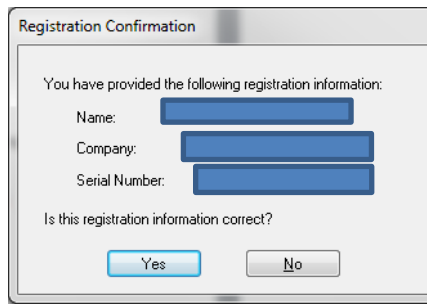 Registration Confirmation
You have provided the following registration information:
Name:
Company:
Serial Number:
Is this registration information correct?
Yes No